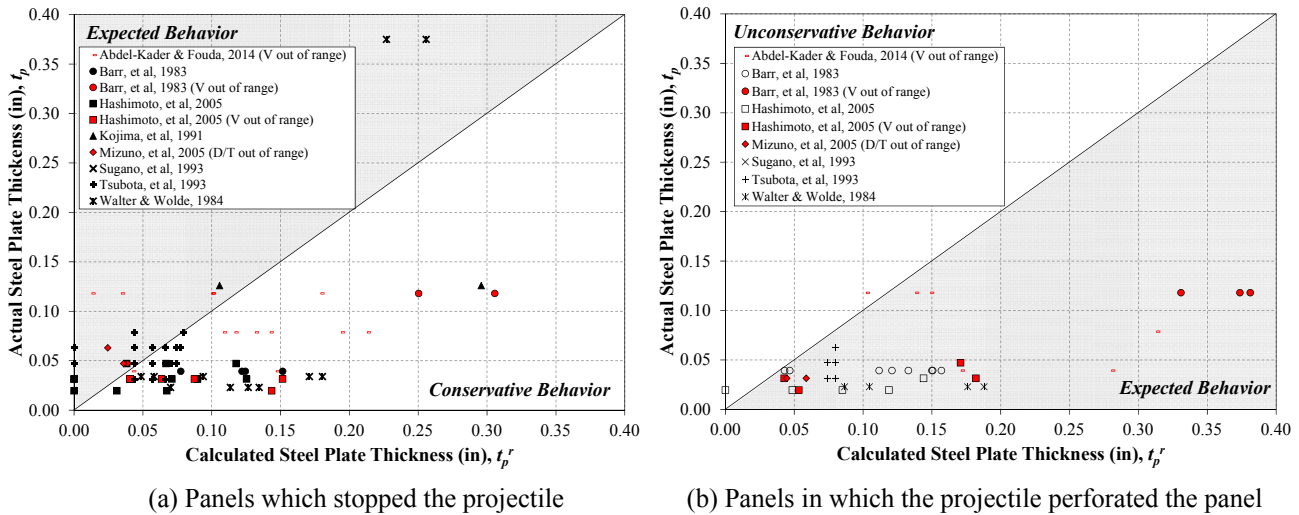 Expected Behavior
Abdel-Kader & Fouda, 2014 (V out of range)
Barr, et al, 1983
Barr, et al, 1983 (V out of range)
Hashimoto, et al, 2005
Hashimoto, et al, 2005 (V out of range)
Kojima, et al, 1991
Mizuno, et al, 2005 (D/T out of range)
Sugano, et al, 1993
Tsubota, et al, 1993
Walter & Wolde, 1984
Conservative Behavior
0.40
0.35
0.30
0.25
0.20
0.15
0.10
0.05
0.00
0.00 0.05 0.10 0.15 0.20 0.25 0.30 0.35 0.40
Actual Steel Plate Thickenss (in), tp
Calculated Steel Plate Thickness (in), tp r
(a) Panels which stopped the projectile
Unconservative Behavior
Abdel-Kader & Fouda, 2014 (V out of range)
Barr, et al, 1983
Barr, et al, 1983 (V out of range)
Hashimoto, et al, 2005
Hashimoto, et al, 2005 (V out of range)
Mizuno, et al, 2005 (D/T out of range)
Sugano, et al, 1993
Tsubota, et al, 1993
Walter & Wolde, 1984
Expected Behavior
0.40
0.35
0.30
0.25
0.20
0.15
0.10
0.05
0.00
0.00 0.05 0.10 0.15 0.20 0.25 0.30 0.35 0.40
Actual Steel Plate Thickenss (in), tp
Calculated Steel Plate Thickness (in), tp r
(b) Panels in which the projectile perforated the panel